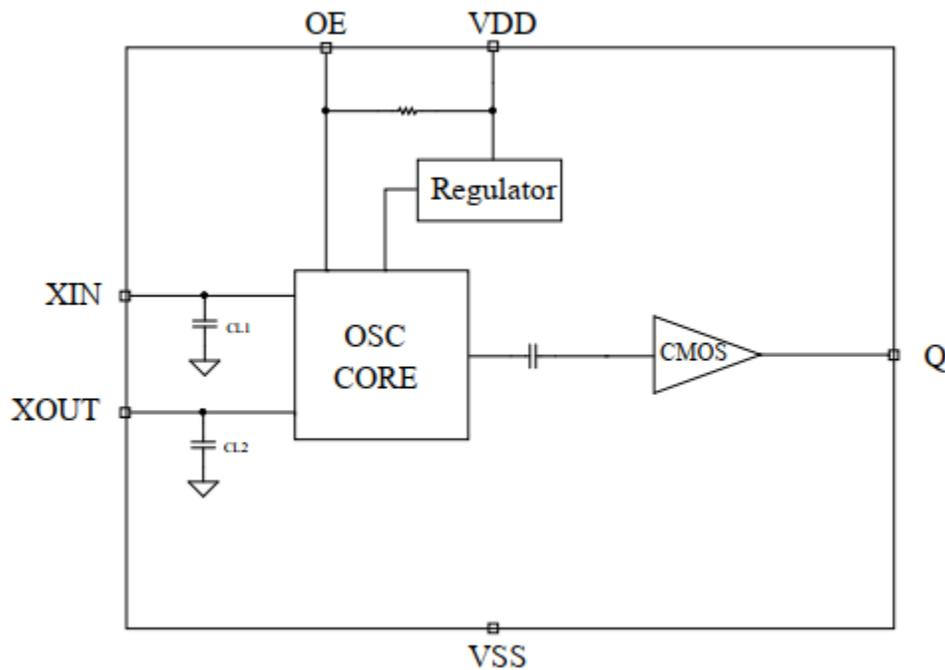 OE
VDD
Regulator
XIN
CL1
OSC
CORE
CMOS
Q
XOUT
CL2
VSS